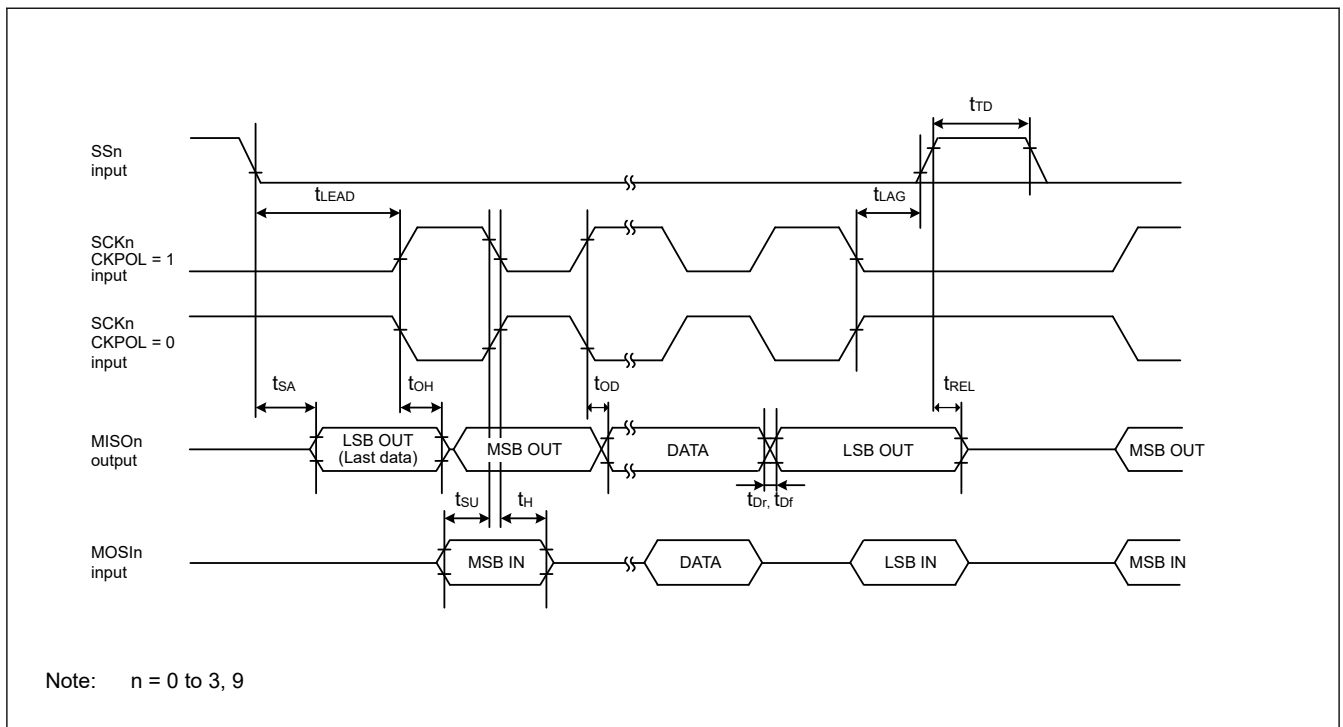 tTD
SSn
input
tLEAD
tLAG
SCKn
CKPOL = 1
input
SCKn
CKPOL = 0
input
tSA
tOH
tOD
tREL
MISOn
output
LSB OUT
(Last data)
MSB OUT
DATA
LSB OUT
MSB OUT
tSU
tH
tDr, tDf
MOSIn
input
MSB IN
DATA
LSB IN
MSB IN
Note: n = 0 to 3, 9